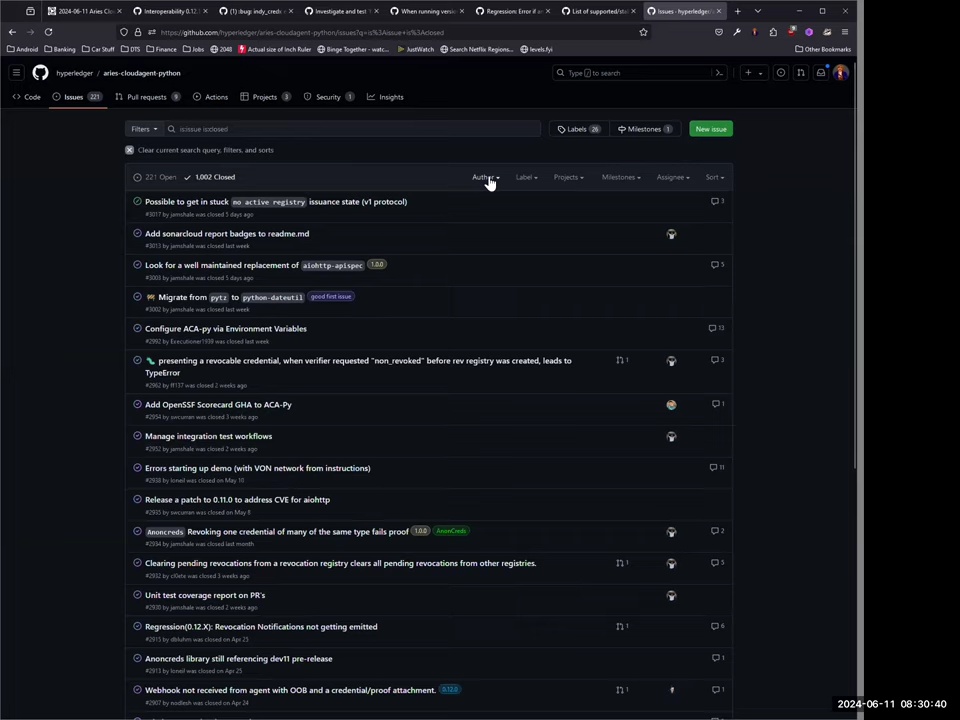 2024-06-11 Aries Clo
Interoperability 0.12.
(1) :bug: indy_creds
Investigate and test
When running version
Regression: Error if a
List of supported/sta
Issues - hyperledger/
https://github.com/hyperledger/aries-cloudagent-python/issues?q=is%3Aissue+is%3Aclosed
Android
Banking
Car Stuff
DTS
Finance
Jobs
2048
Actual size of Inch Ruler
Binge Together - watc...
JustWatch
Search Netflix Regions...
levels.fyi
Other Bookmarks
hyperledger / aries-cloudagent-python
Type / to search
Code
Issues 221
Pull requests 9
Actions
Projects 3
Security 1
Insights
Filters
is:issue is:closed
Labels 26
Milestones 1
New issue
Clear current search query, filters, and sorts
221 Open
1,002 Closed
Author
Label
Projects
Milestones
Assignee
Sort
Possible to get in stuck no active registry issuance state (v1 protocol)
3
#3017 by jamshale was closed 5 days ago
Add sonarcloud report badges to readme.md
#3013 by jamshale was closed last week
Look for a well maintained replacement of aiohttp-apispec 1.0.0
5
#3003 by jamshale was closed 5 days ago
Migrate from pytz to python-dateutil good first issue
#3002 by jamshale was closed last week
Configure ACA-py via Environment Variables
13
#2992 by Executioner1939 was closed last week
presenting a revocable credential, when verifier requested "non_revoked" before rev registry was created, leads to
TypeError
1
3
#2962 by ff137 was closed 2 weeks ago
Add OpenSSF Scorecard GHA to ACA-Py
1
#2954 by swcurran was closed 3 weeks ago
Manage integration test workflows
#2952 by jamshale was closed 2 weeks ago
Errors starting up demo (with VON network from instructions)
11
#2938 by loneil was closed on May 10
Release a patch to 0.11.0 to address CVE for aiohttp
#2935 by swcurran was closed on May 8
Anoncreds Revoking one credential of many of the same type fails proof 1.0.0 AnonCreds
2
#2934 by jamshale was closed last month
Clearing pending revocations from a revocation registry clears all pending revocations from other registries.
1
5
#2932 by cl0ete was closed 3 weeks ago
Unit test coverage report on PR's
#2930 by jamshale was closed 2 weeks ago
Regression(0.12.X): Revocation Notifications not getting emitted
1
6
#2915 by dbluhm was closed on Apr 25
Anoncreds library still referencing dev11 pre-release
1
#2913 by loneil was closed on Apr 25
Webhook not received from agent with OOB and a credential/proof attachment. 0.12.0
1
1
#2907 by nodlesh was closed on Apr 24
2024-06-11 08:30:40